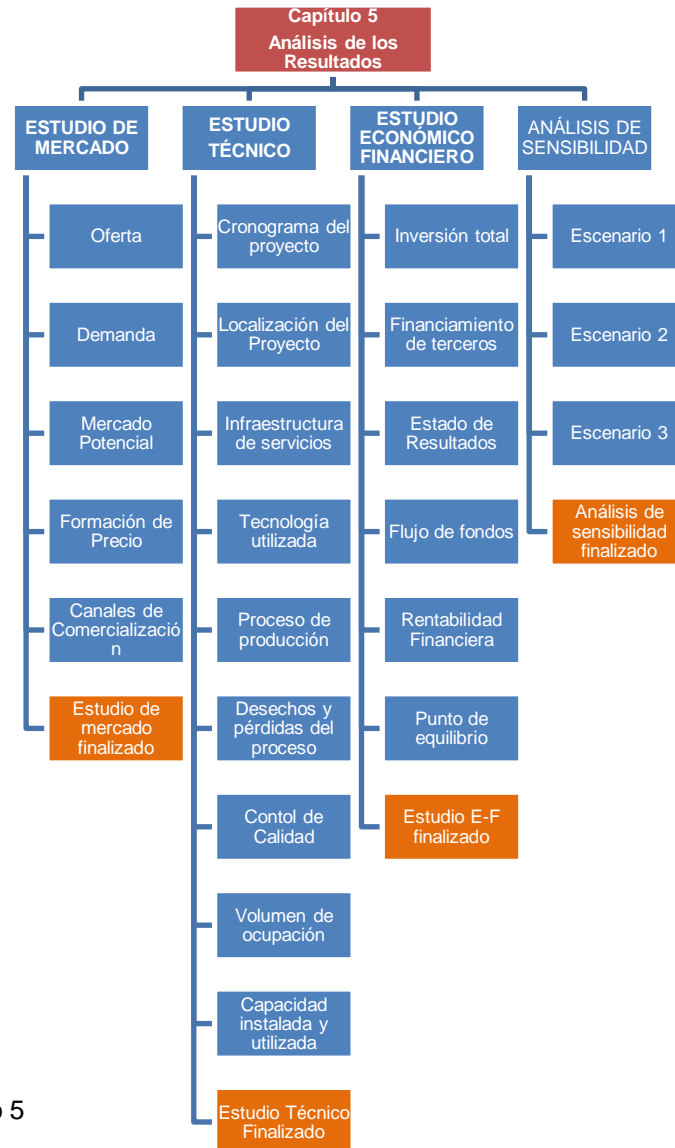 Capítulo 5
Análisis de los
Resultados
ESTUDIO DE
MERCADO
Oferta
Demanda
Mercado
Potencial
Formación de
Precio
Canales de
Comercializació
n
Estudio de
mercado
finalizado
ESTUDIO
TÉCNICO
Cronograma del
proyecto
Localización del
Proyecto
Infraestructura
de servicios
Tecnología
utilizada
Proceso de
producción
Desechos y
pérdidas del
proceso
Contol de
Calidad
Volumen de
ocupación
Capacidad
instalada y
utilizada
Estudio Técnico
Finalizado
ESTUDIO
ECONÓMICO
FINANCIERO
Inversión total
Financiamiento
de terceros
Estado de
Resultados
Flujo de fondos
Rentabilidad
Financiera
Punto de
equilibrio
Estudio E-F
finalizado
ANÁLISIS DE
SENSIBILIDAD
Escenario 1
Escenario 2
Escenario 3
Análisis de
sensibilidad
finalizado
5